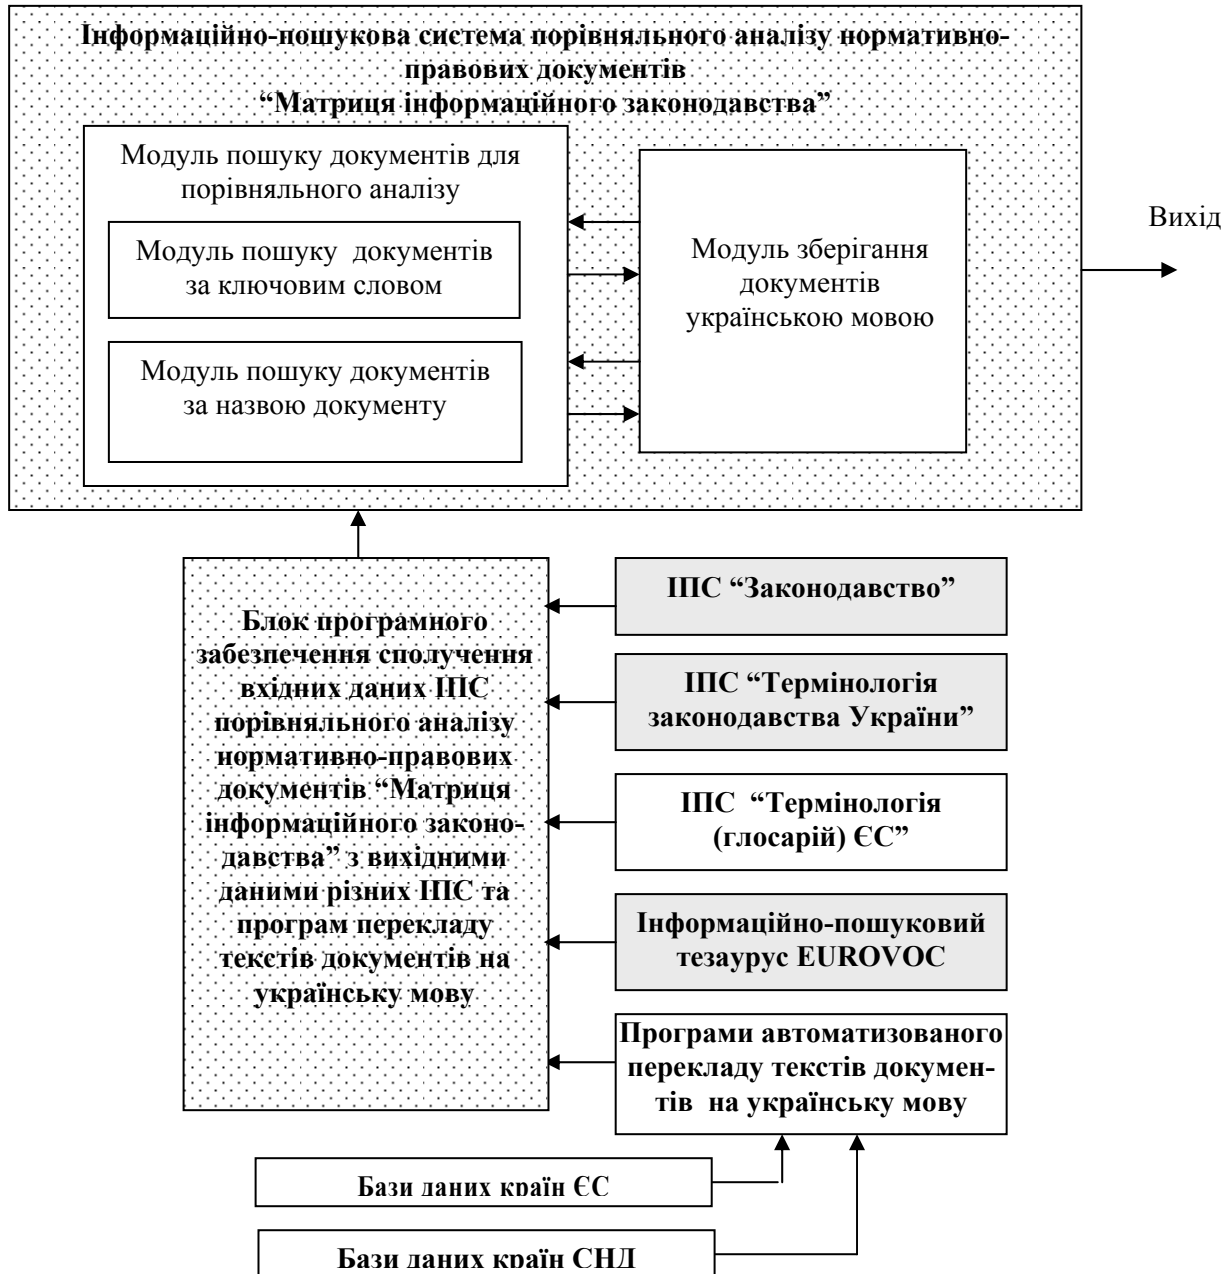 Інформаційно-пошукова система порівняльного аналізу нормативно-
правових документів
“Матриця інформаційного законодавства”
Модуль пошуку документів для
порівняльного аналізу
Модуль пошуку документів
за ключовим словом
Модуль пошуку документів
за назвою документу
Модуль зберігання
документів
українською мовою
Вихід
Блок програмного
забезпечення сполучення
вхідних даних ІПС
порівняльного аналізу
нормативно-правових
документів “Матриця
інформаційного законо-
давства” з вихідними
даними різних ІПС та
програм перекладу
текстів документів на
українську мову
ІПС “Законодавство”
ІПС “Термінологія
законодавства України”
ІПС “Термінологія
(глосарій) ЄС”
Інформаційно-пошуковий
тезаурус EUROVOC
Програми автоматизованого
перекладу текстів докумен-
тів на українську мову
Бази даних країн ЄС
Бази даних країн СНД